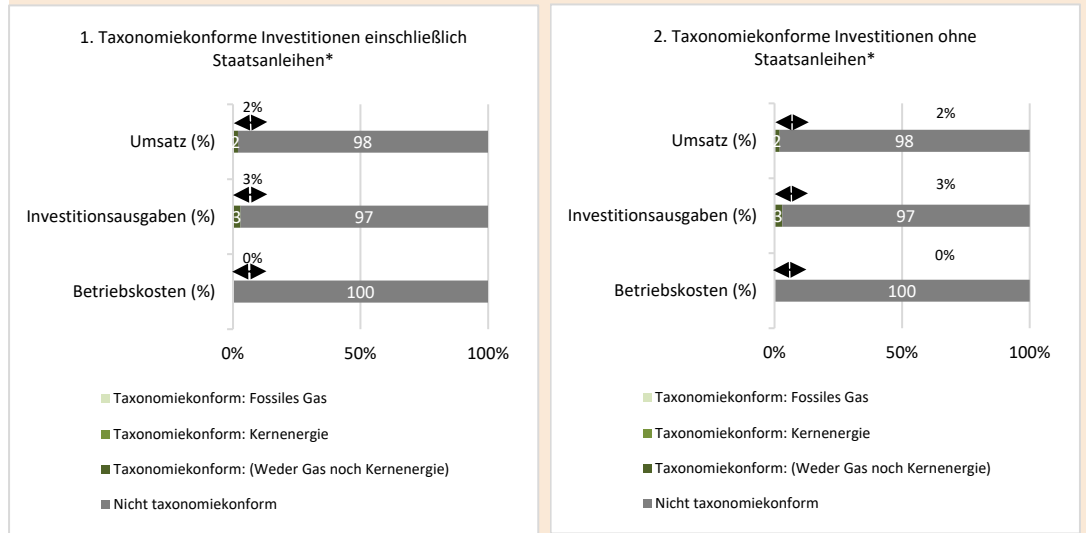 1. Taxonomiekonforme Investitionen einschließlich
Staatsanleihen*
2%
Umsatz (%)
2 98
3%
Investitionsausgaben (%)
3 97
0%
Betriebskosten (%)
100
0% 50% 100%
Taxonomiekonform: Fossiles Gas
Taxonomiekonform: Kernenergie
Taxonomiekonform: (Weder Gas noch Kernenergie)
Nicht taxonomiekonform
2. Taxonomiekonforme Investitionen ohne
Staatsanleihen*
2%
Umsatz (%)
2 98
3%
Investitionsausgaben (%)
3 97
0%
Betriebskosten (%)
100
0% 50% 100%
Taxonomiekonform: Fossiles Gas
Taxonomiekonform: Kernenergie
Taxonomiekonform: (Weder Gas noch Kernenergie)
Nicht taxonomiekonform